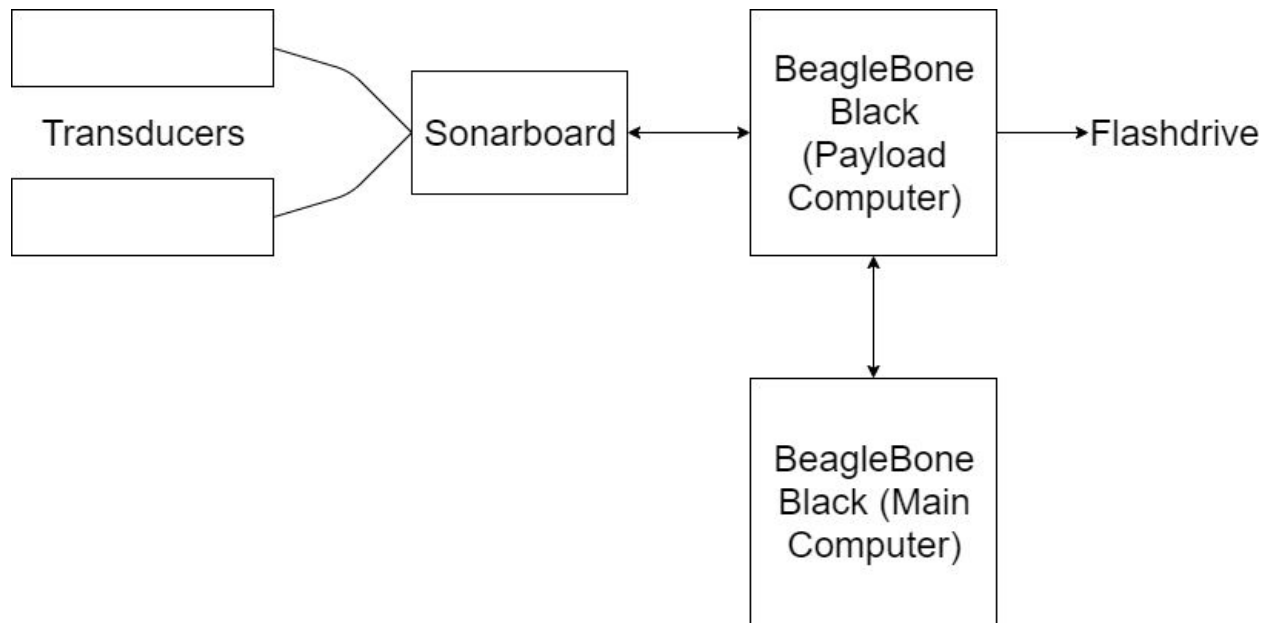 Transducers
Sonarboard
BeagleBone
Black
(Payload
Computer)
Flashdrive
BeagleBone
Black (Main
Computer)